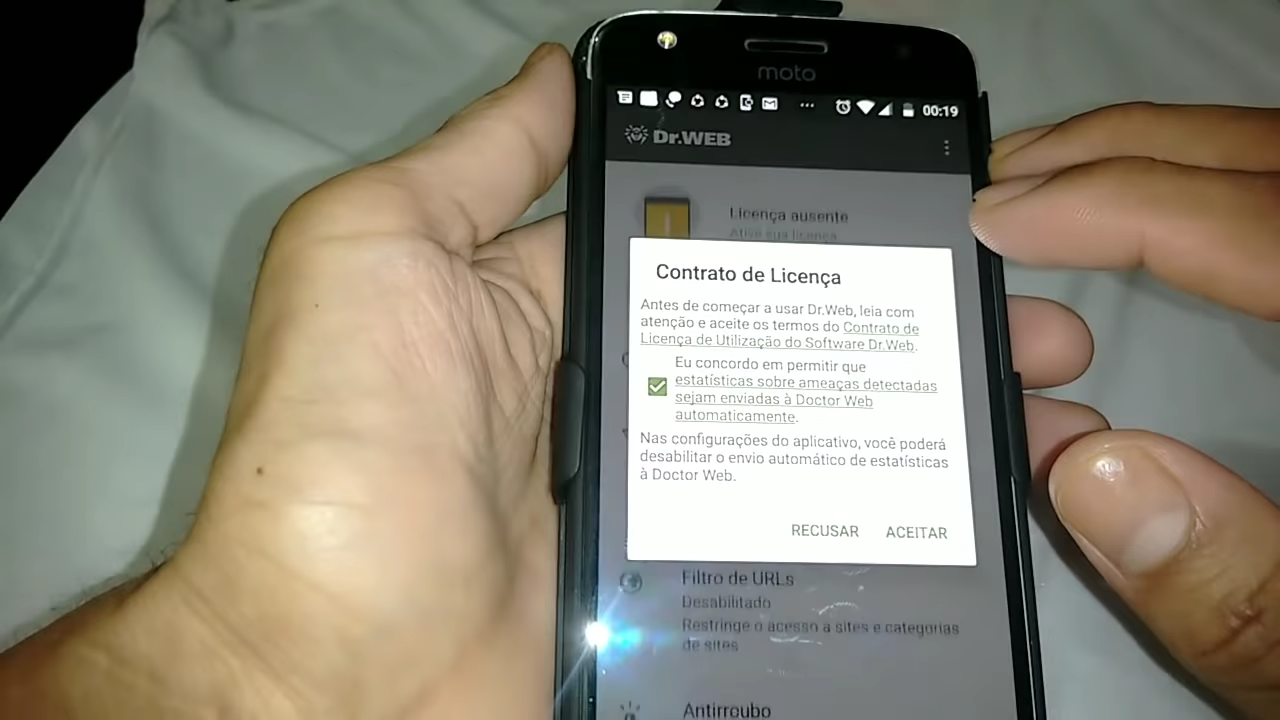 moto
00:19
Dr.WEB
Licença ausente
Ative sua licença
Contrato de Licença
Antes de começar a usar Dr.Web, leia com
atenção e aceite os termos do Contrato de
Licença de Utilização do Software Dr.Web.
Eu concordo em permitir que
estatísticas sobre ameaças detectadas
sejam enviadas à Doctor Web
automaticamente.
Nas configurações do aplicativo, você poderá
desabilitar o envio automático de estatísticas
à Doctor Web.
RECUSAR ACEITAR
Filtro de URLs
Desabilitado
Restringe o acesso a sites e categorias
de sites
Antirroubo